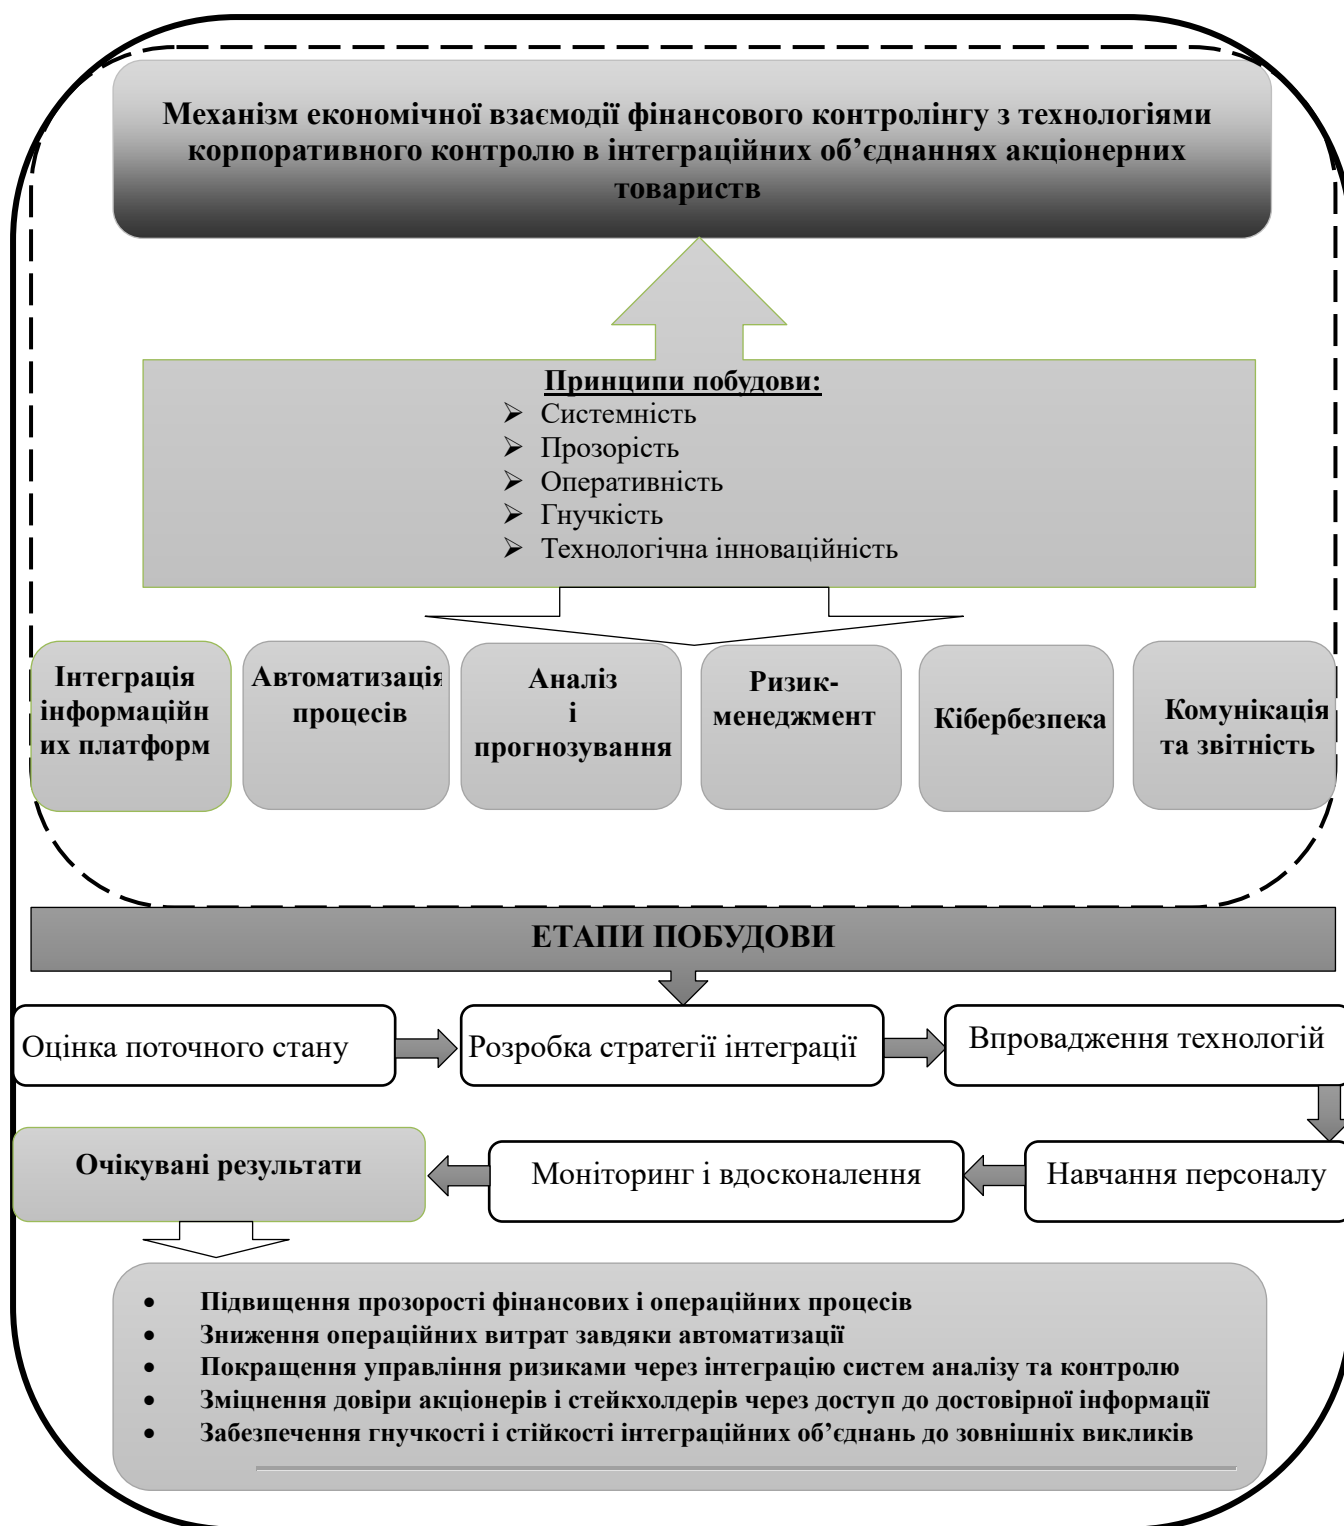 Механізм економічної взаємодії фінансового контролінгу з технологіями
корпоративного контролю в інтеграційних об’єднаннях акціонерних
товариств
Принципи побудови:
➢ Системність
➢ Прозорість
➢ Оперативність
➢ Гнучкість
➢ Технологічна інноваційність
Інтеграція
інформаційн
их платформ
Автоматизація
процесів
Аналіз
і
прогнозування
Ризик-
менеджмент
Кібербезпека
Комунікація
та звітність
ЕТАПИ ПОБУДОВИ
Оцінка поточного стану
Розробка стратегії інтеграції
Впровадження технологій
Навчання персоналу
Моніторинг і вдосконалення
Очікувані результати
• Підвищення прозорості фінансових і операційних процесів
• Зниження операційних витрат завдяки автоматизації
• Покращення управління ризиками через інтеграцію систем аналізу та контролю
• Зміцнення довіри акціонерів і стейкхолдерів через доступ до достовірної інформації
• Забезпечення гнучкості і стійкості інтеграційних об’єднань до зовнішніх викликів